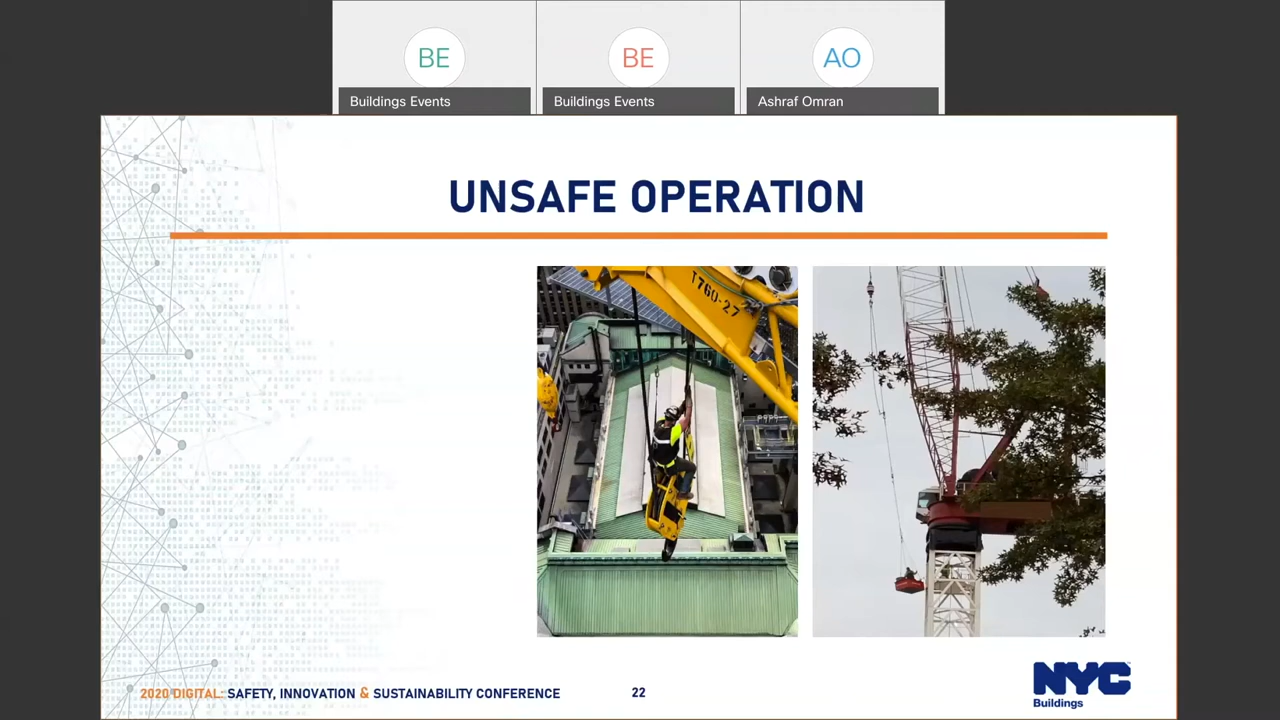 BE
BE
AO
Buildings Events
Buildings Events
Ashraf Omran
UNSAFE OPERATION
T760-27
2020 DIGITAL: SAFETY, INNOVATION & SUSTAINABILITY CONFERENCE
22
NYC
Buildings